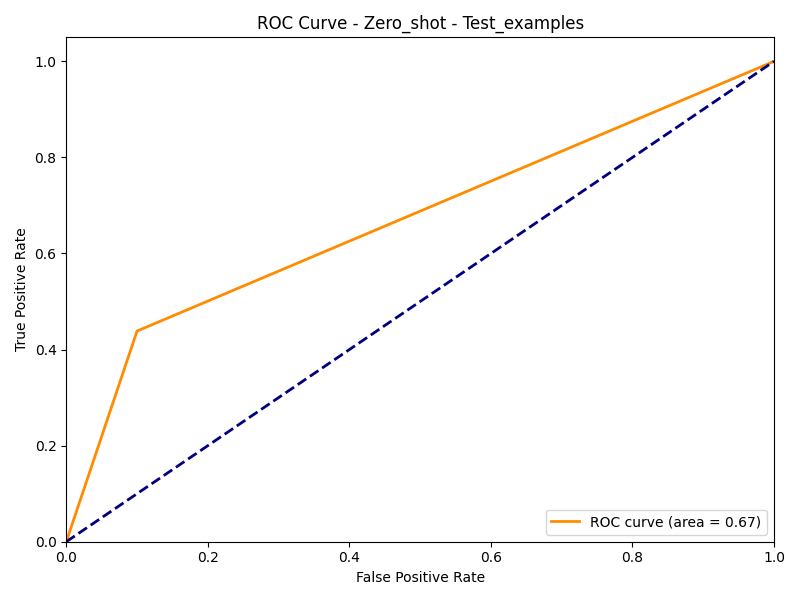 ROC Curve - Zero_shot - Test_examples
True Positive Rate
1.0
0.8
0.6
0.4
0.2
0.0
0.0 0.2 0.4 0.6 0.8 1.0
False Positive Rate
ROC curve (area = 0.67)